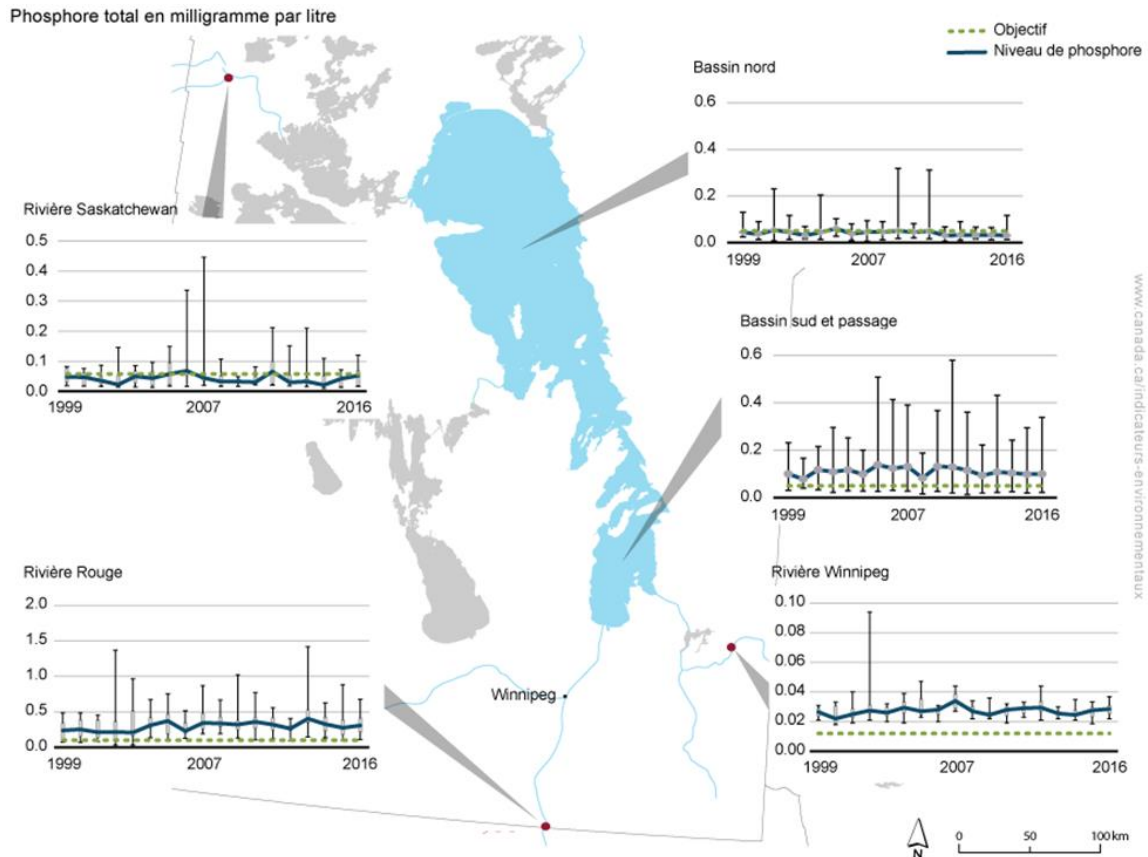 Phosphore total en milligramme par litre
Objectif
Niveau de phosphore
Bassin nord
0.6
0.4
0.2
0.0
1999 2007 2016
Rivière Saskatchewan
0.5
0.4
0.3
0.2
0.1
0.0
1999 2007 2016
Bassin sud et passage
0.6
0.4
0.2
0.0
1999 2007 2016
Rivière Rouge
2.0
1.5
1.0
0.5
0.0
1999 2007 2016
Winnipeg
Rivière Winnipeg
0.10
0.08
0.06
0.04
0.02
0.00
1999 2007 2016
N
0 50 100 km
www.canada.ca/indicateurs-environnementaux